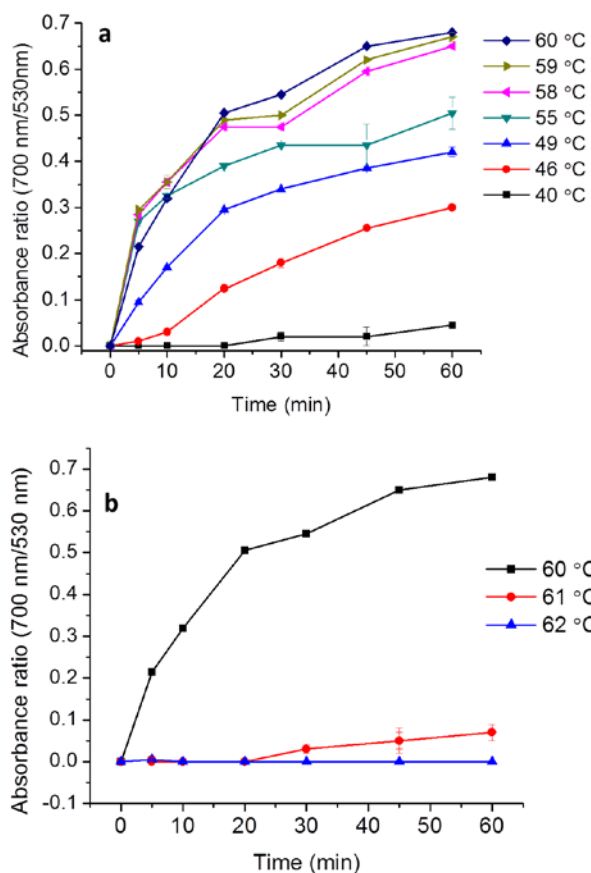 a
0.7
0.6
0.5
0.4
0.3
0.2
0.1
0.0
Absorbance ratio (700 nm/530nm)
0 10 20 30 40 50 60
Time (min)
60 °C
59 °C
58 °C
55 °C
49 °C
46 °C
40 °C
b
0.7
0.6
0.5
0.4
0.3
0.2
0.1
0.0
-0.1
Absorbance ratio (700 nm/530 nm)
0 10 20 30 40 50 60
Time (min)
60 °C
61 °C
62 °C